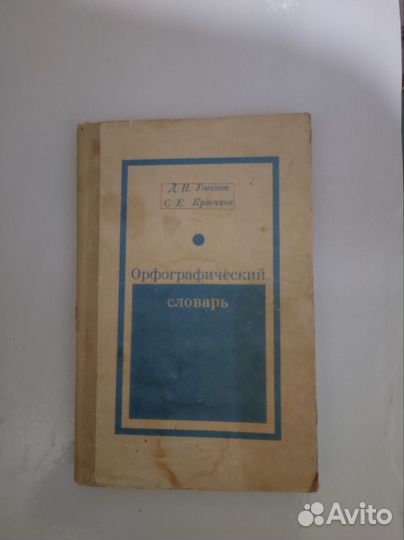 Д. Н. Ушаков,
С. Е. Крючков
Орфографический
словарь
Avito